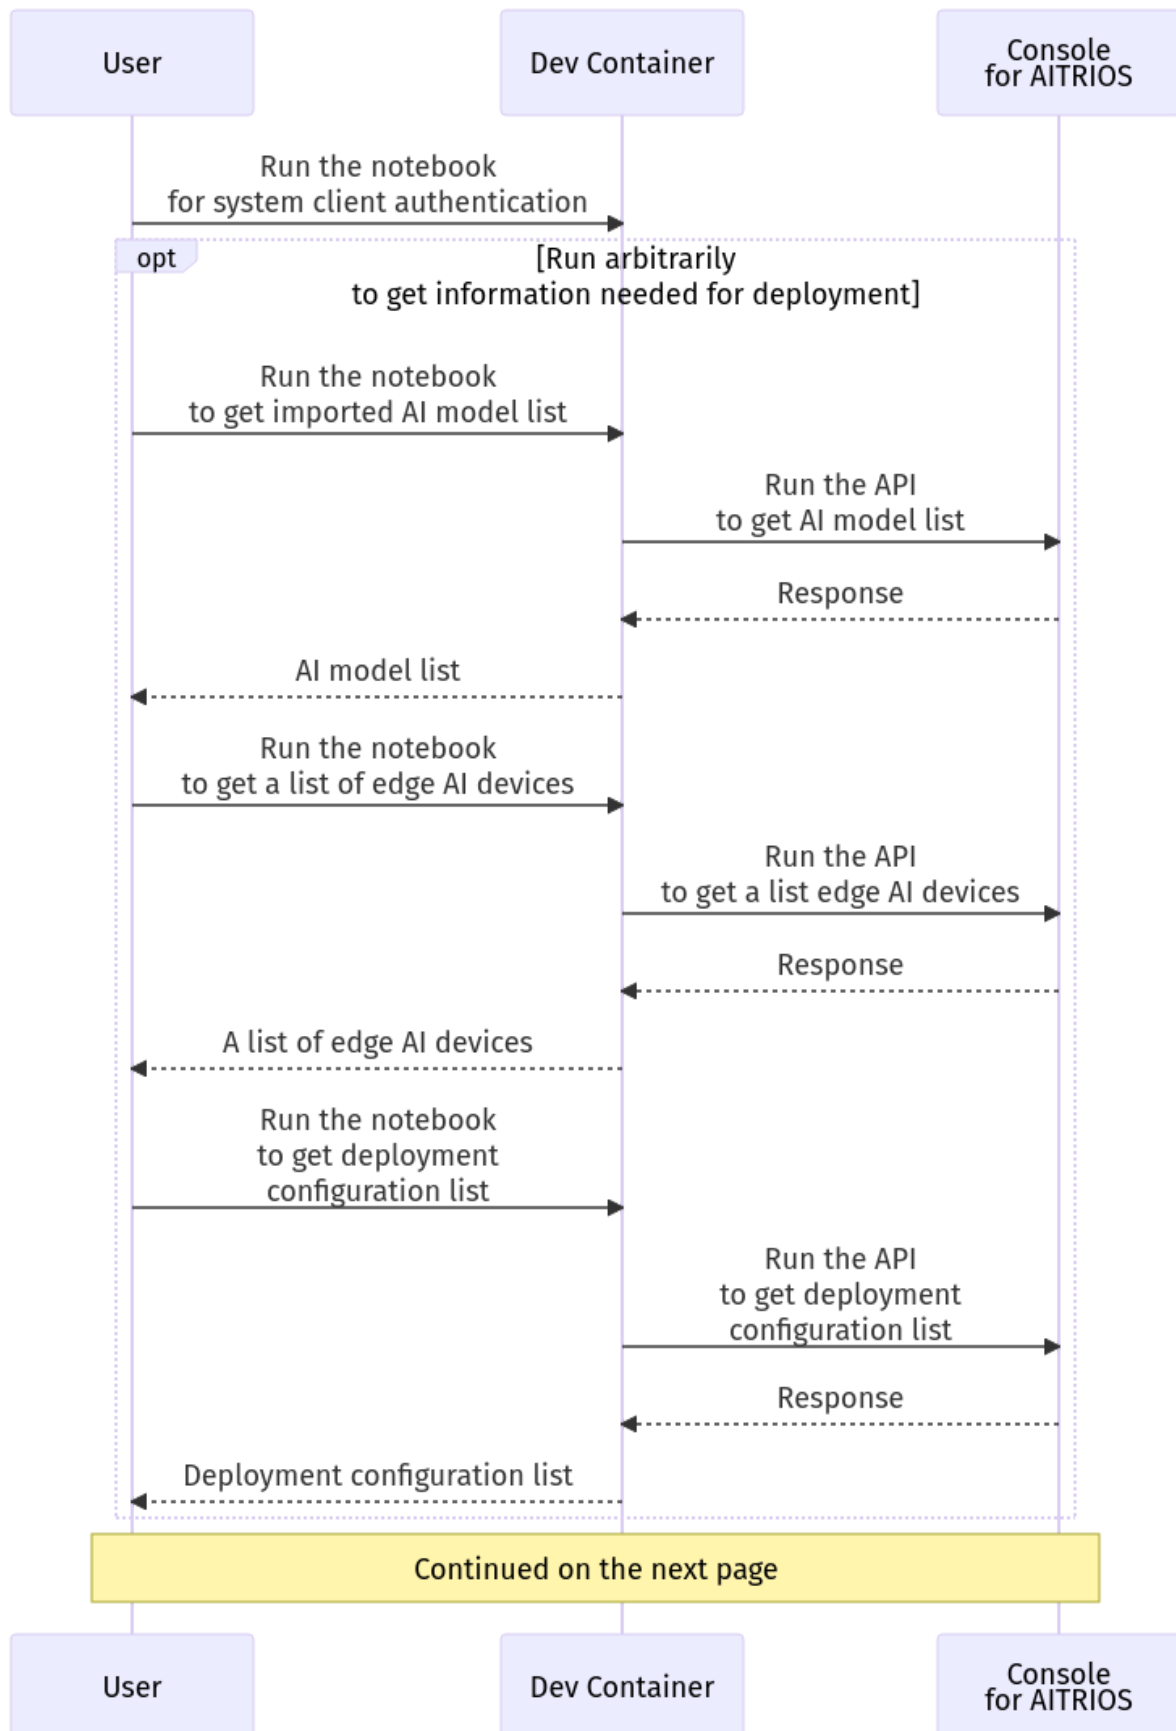 User
Dev Container
Console
for AITRIOS
Run the notebook
for system client authentication
opt
[Run arbitrarily
to get information needed for deployment]
Run the notebook
to get imported AI model list
Run the API
to get AI model list
Response
AI model list
Run the notebook
to get a list of edge AI devices
Run the API
to get a list edge AI devices
Response
A list of edge AI devices
Run the notebook
to get deployment
configuration list
Run the API
to get deployment
configuration list
Response
Deployment configuration list
Continued on the next page
User
Dev Container
Console
for AITRIOS